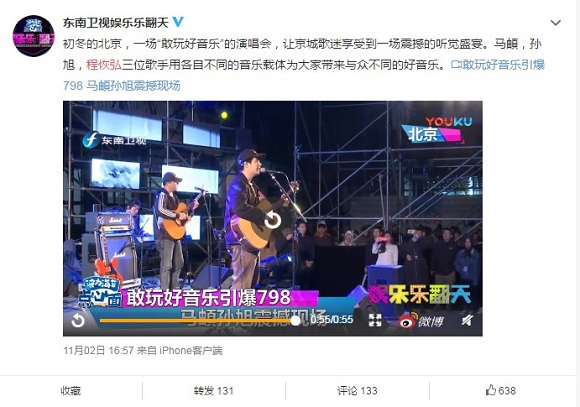 东南卫视娱乐乐翻天
初冬的北京，一场“敢玩好音乐”的演唱会，让京城歌迷享受到一场震撼的听觉盛宴。马頔，孙
旭，程恢弘三位歌手用各自不同的音乐载体为大家带来与众不同的好音乐。敢玩好音乐引爆
798 马頔孙旭震撼现场
YOUKU
东南卫视
北京
敢玩好音乐引爆798
娱乐乐翻天
马頔孙旭震撼现场
0:55/0:55
微博
11月02日 16:57 来自 iPhone客户端
收藏
转发 131
评论 133
638